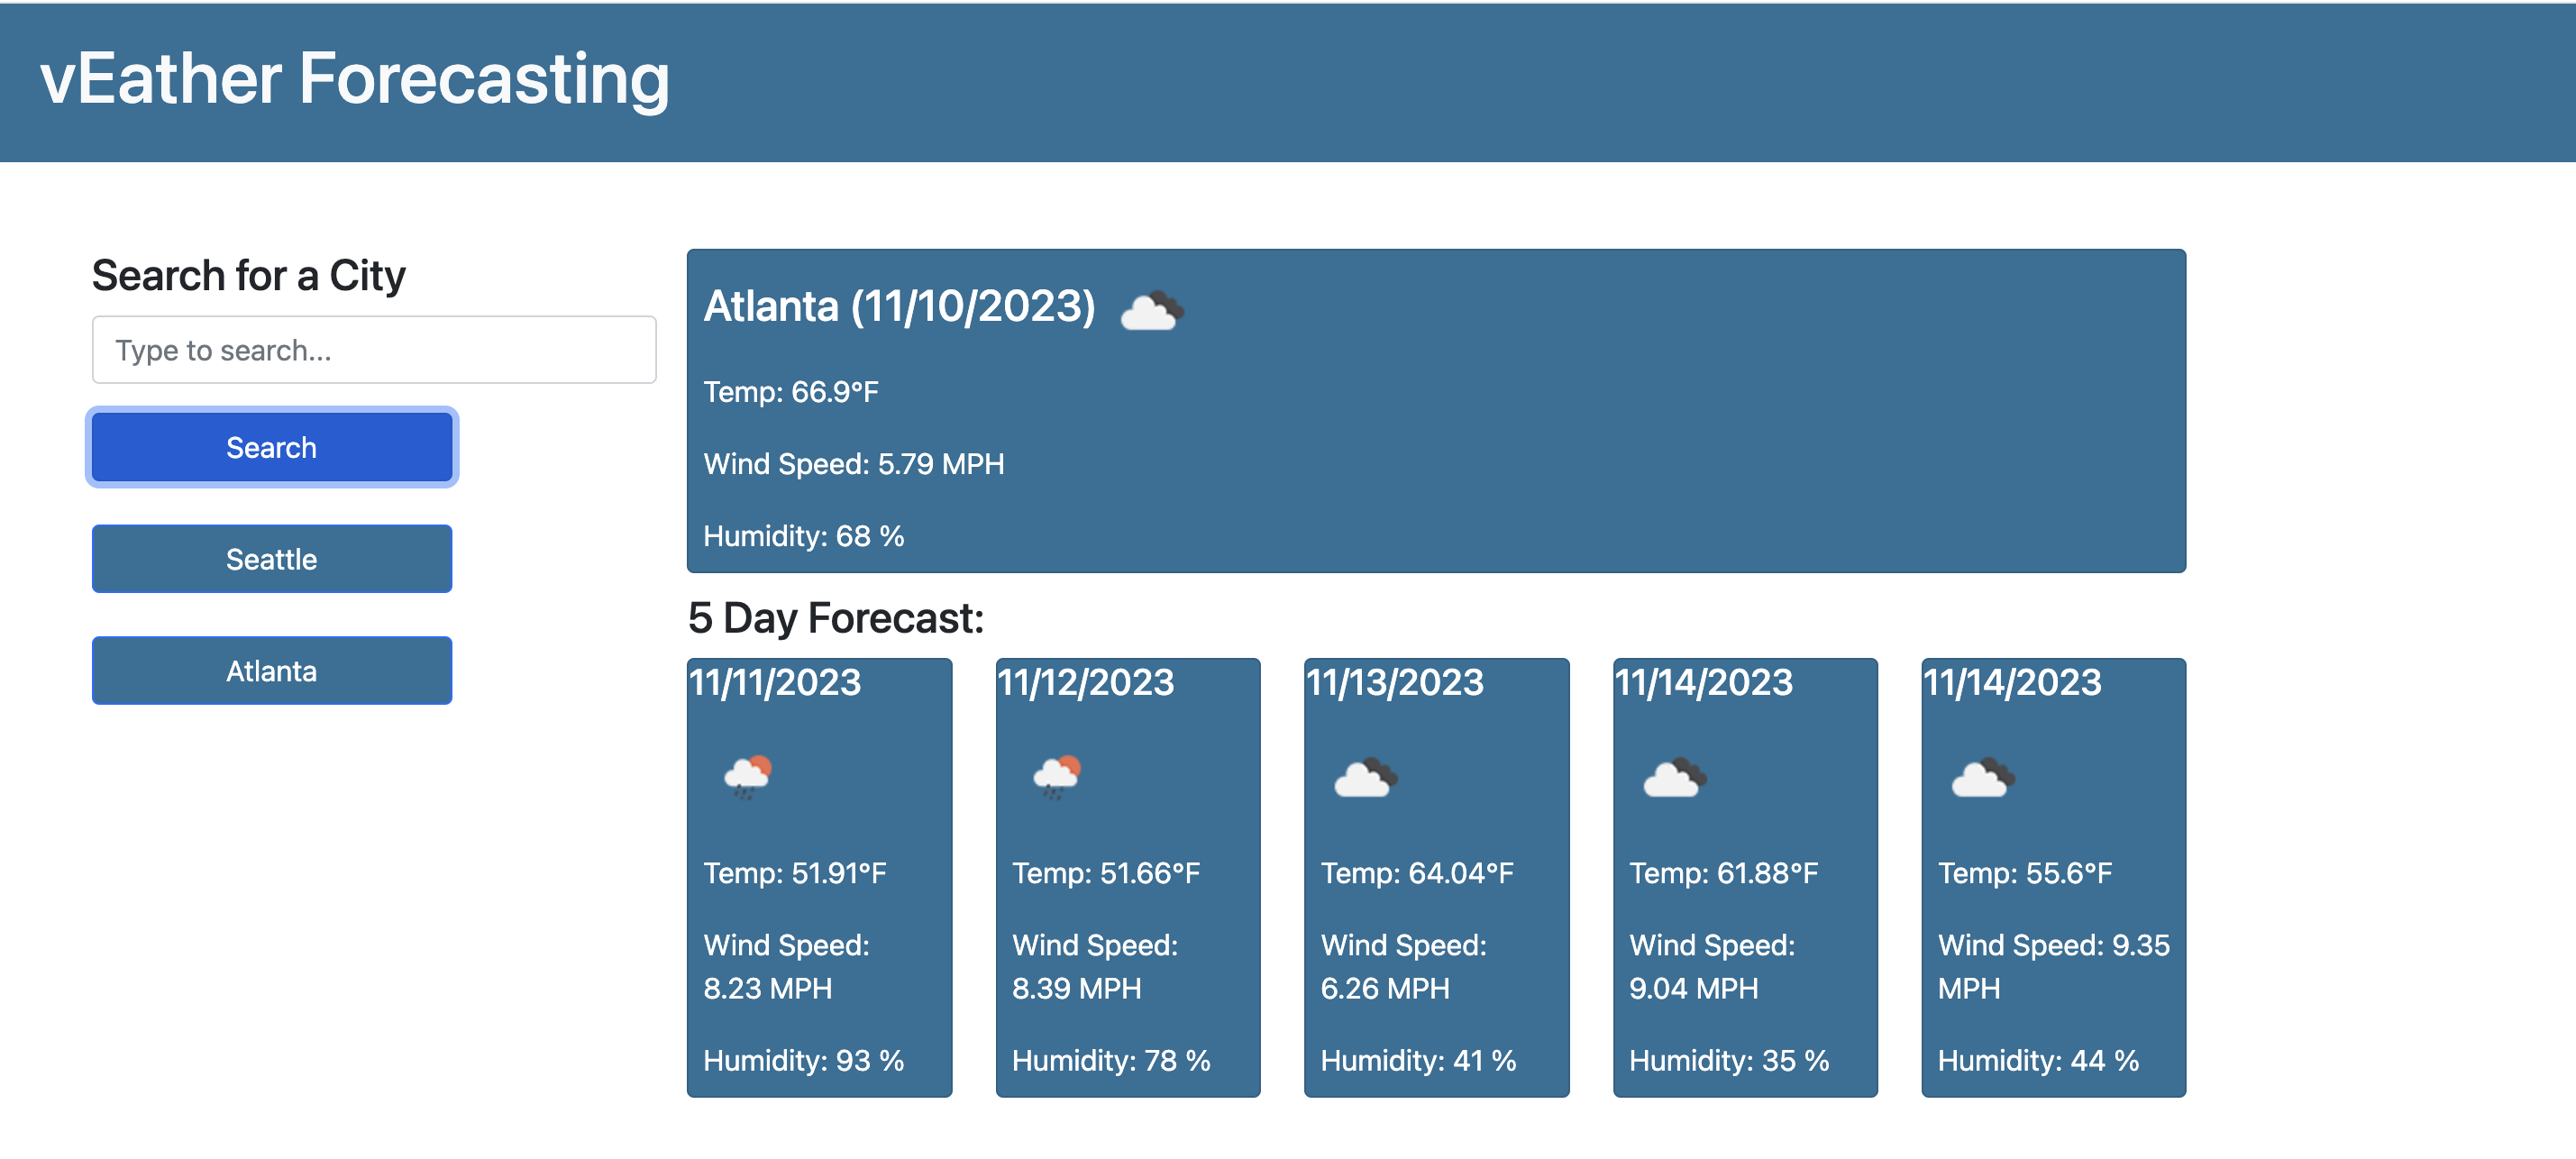 vEather Forecasting
Search for a City
Type to search...
Search
Seattle
Atlanta
Atlanta (11/10/2023)
Temp: 66.9°F
Wind Speed: 5.79 MPH
Humidity: 68 %
5 Day Forecast:
11/11/2023
Temp: 51.91°F
Wind Speed:
8.23 MPH
Humidity: 93 %
11/12/2023
Temp: 51.66°F
Wind Speed:
8.39 MPH
Humidity: 78 %
11/13/2023
Temp: 64.04°F
Wind Speed:
6.26 MPH
Humidity: 41 %
11/14/2023
Temp: 61.88°F
Wind Speed:
9.04 MPH
Humidity: 35 %
11/14/2023
Temp: 55.6°F
Wind Speed: 9.35
MPH
Humidity: 44 %